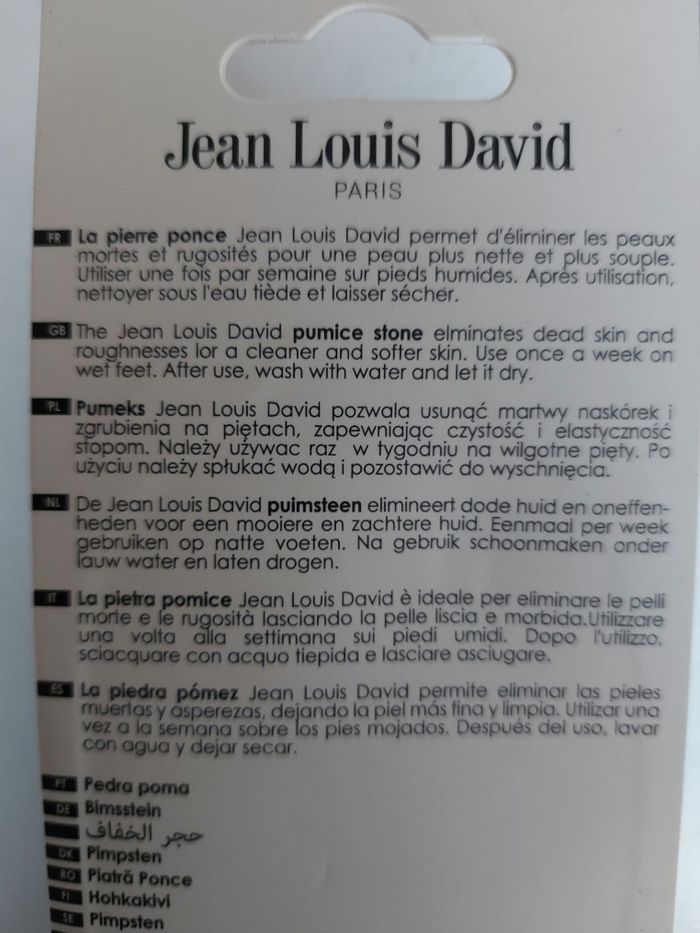 Jean Louis David
PARIS
FR La pierre ponce Jean Louis David permet d'éliminer les peaux
mortes et rugosités pour une peau plus nette et plus souple.
Utiliser une fois par semaine sur pieds humides. Après utilisation,
nettoyer sous l'eau tiède et laisser sécher.
GB The Jean Louis David pumice stone elminates dead skin and
roughnesses lor a cleaner and softer skin. Use once a week on
wet feet. After use, wash with water and let it dry.
PL Pumeks Jean Louis David pozwala usunąć martwy naskórek i
zgrubienia na piętach, zapewniając czystość i elastyczność
stopom. Należy używac raz w tygodniu na wilgotne pięty. Po
użyciu należy spłukać wodą i pozostawić do wyschnięcia.
NL De Jean Louis David puimsteen elimineert dode huid en oneffen-
heden voor een mooiere en zachtere huid. Eenmaal per week
gebruiken op natte voeten. Na gebruik schoonmaken onder
lauw water en laten drogen.
IT La pietra pomice Jean Louis David è ideale per eliminare le pelli
morte e le rugosità lasciando la pelle liscia e morbida.Utilizzare
una volta alla settimana sui piedi umidi. Dopo l'utilizzo,
sciacquare con acquo tiepida e lasciare asciugare.
ES La piedra pómez Jean Louis David permite eliminar las pieles
muertas y asperezas, dejando la piel más fina y limpia. Utilizar una
vez a la semana sobre los pies mojados. Después del uso, lavar
con agua y dejar secar.
PT Pedra poma
DE Bimsstein
حجر الخفاف
DK Pimpsten
RO Piatră Ponce
FI Hohkakivi
SE Pimpsten